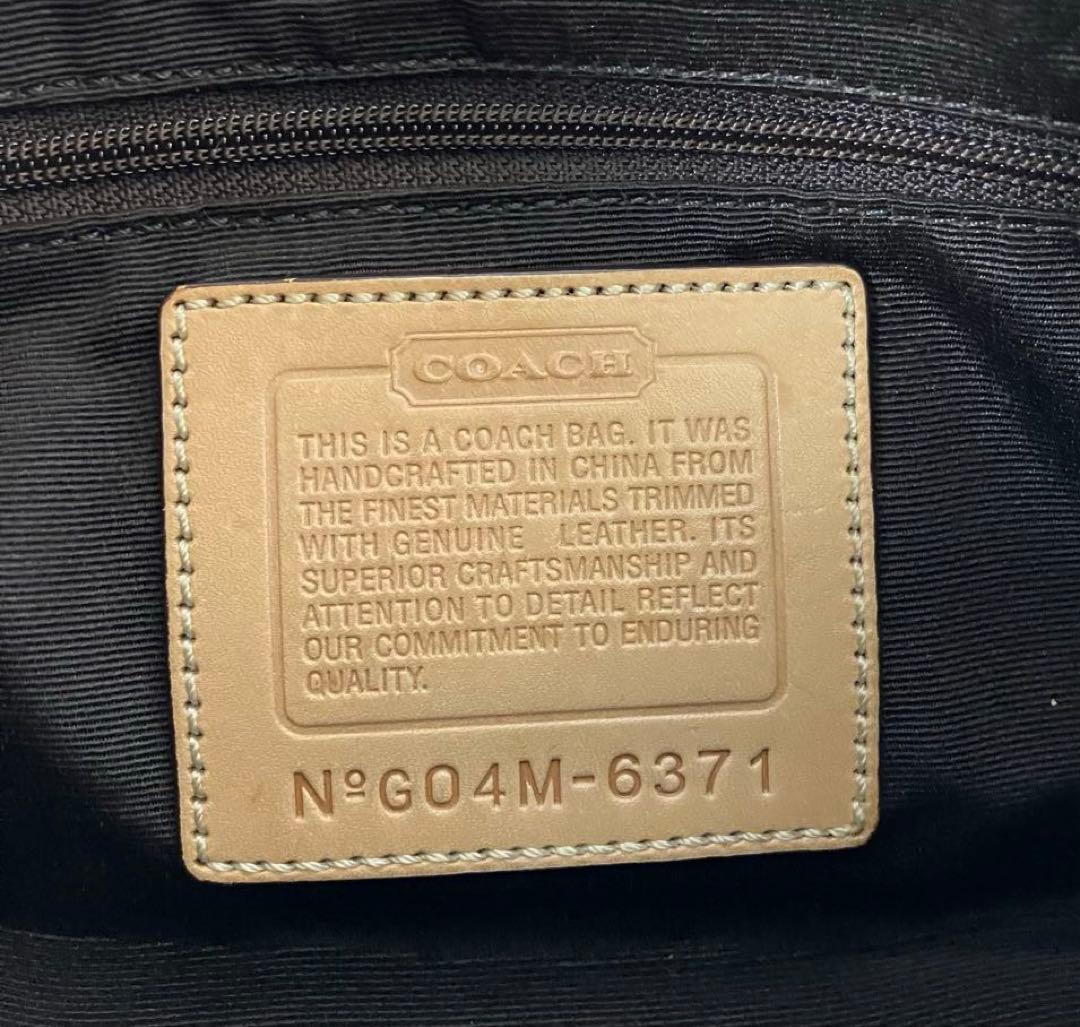 COACH
THIS IS A COACH BAG. IT WAS
HANDCRAFTED IN CHINA FROM
THE FINEST MATERIALS TRIMMED
WITH GENUINE LEATHER. ITS
SUPERIOR CRAFTSMANSHIP AND
ATTENTION TO DETAIL REFLECT
OUR COMMITMENT TO ENDURING
QUALITY.
NºG04M-6371